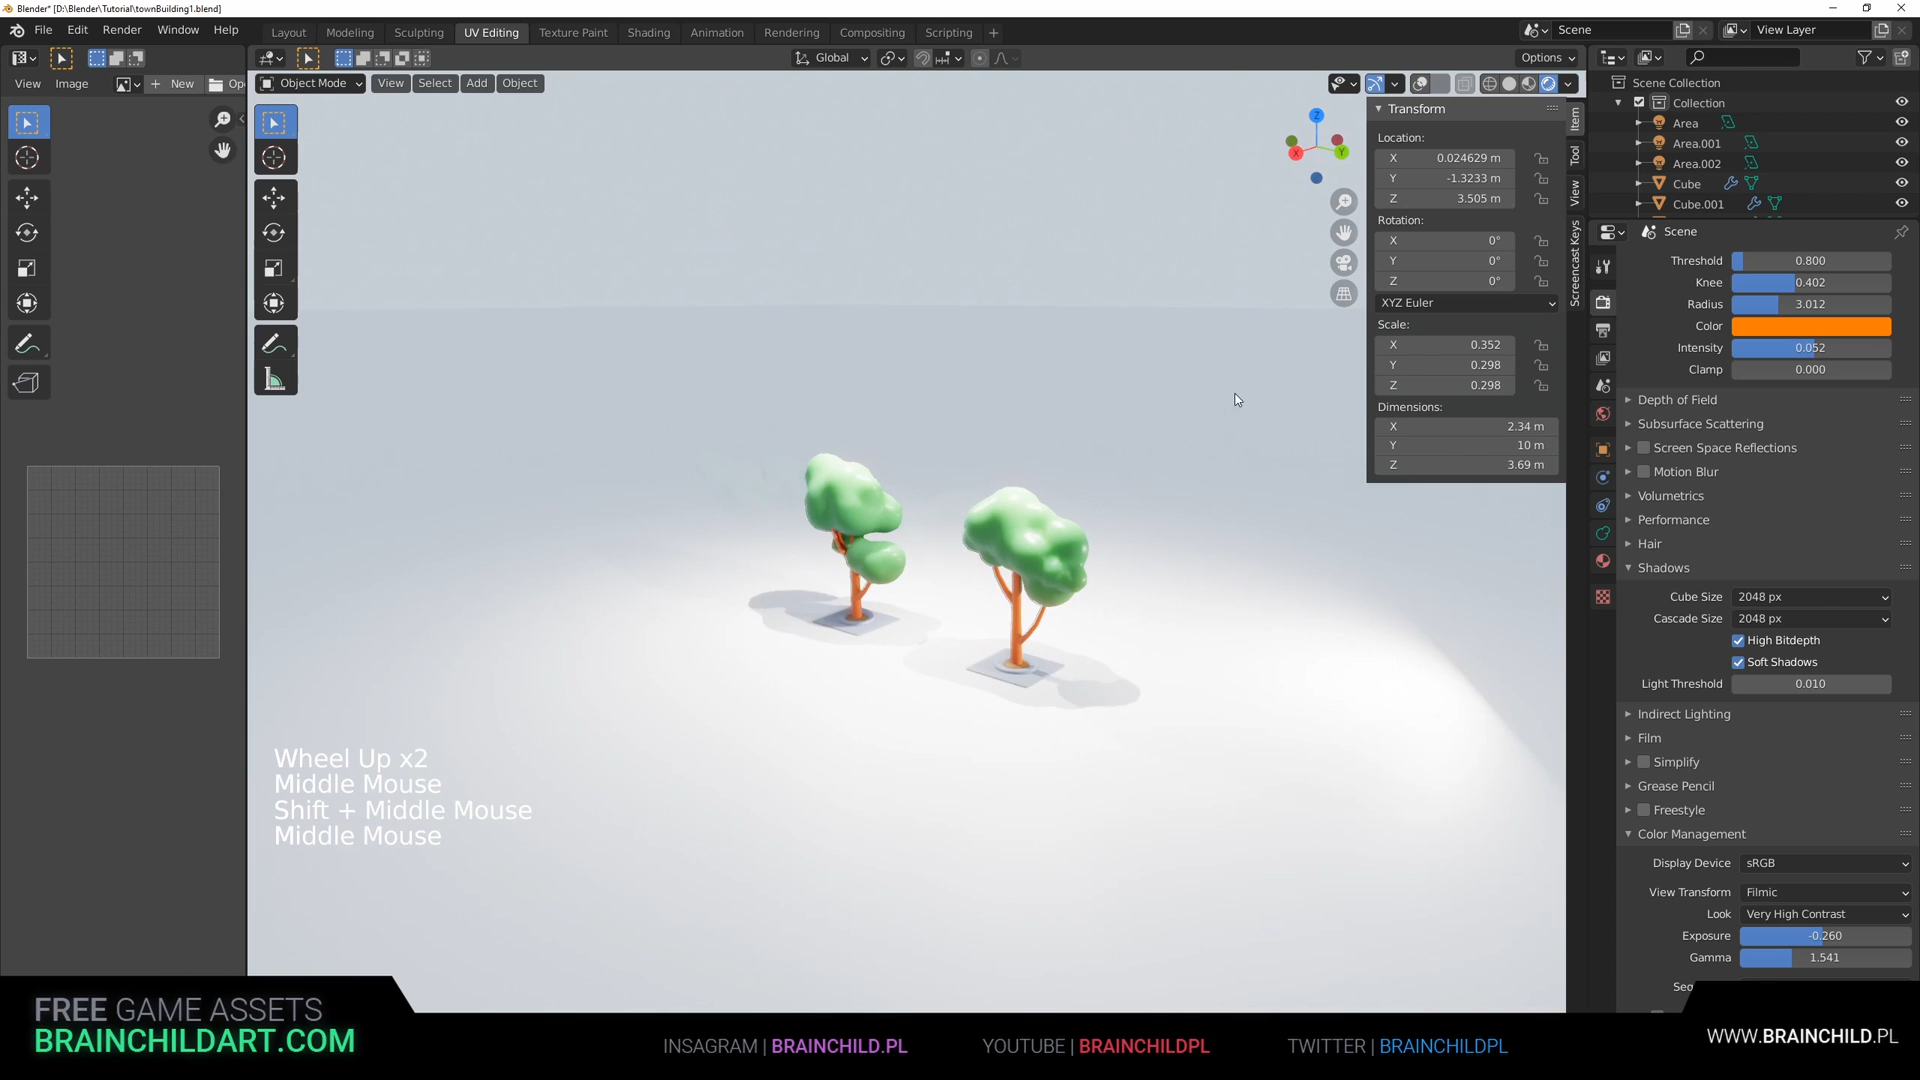 Blender* [D:\Blender\Tutorial\townBuilding1.blend]
File Edit Render Window Help
Layout Modeling Sculpting UV Editing Texture Paint Shading Animation Rendering Compositing Scripting +
Scene
View Layer
Global
Options
View Image
+ New
Op
Object Mode View Select Add Object
Z
X
Y
Transform
Location:
X 0.024629 m
Y -1.3233 m
Z 3.505 m
Rotation:
X 0°
Y 0°
Z 0°
XYZ Euler
Scale:
X 0.352
Y 0.298
Z 0.298
Dimensions:
X 2.34 m
Y 10 m
Z 3.69 m
Item
Tool
View
Screencast Keys
Scene Collection
Collection
Area
Area.001
Area.002
Cube
Cube.001
Scene
Threshold 0.800
Knee 0.402
Radius 3.012
Color
Intensity 0.052
Clamp 0.000
Depth of Field
Subsurface Scattering
Screen Space Reflections
Motion Blur
Volumetrics
Performance
Hair
Shadows
Cube Size 2048 px
Cascade Size 2048 px
High Bitdepth
Soft Shadows
Light Threshold 0.010
Indirect Lighting
Film
Simplify
Grease Pencil
Freestyle
Color Management
Display Device sRGB
View Transform Filmic
Look Very High Contrast
Exposure -0.260
Gamma 1.541
Wheel Up x2
Middle Mouse
Shift + Middle Mouse
Middle Mouse
FREE GAME ASSETS
BRAINCHILDART.COM
INSAGRAM | BRAINCHILD.PL
YOUTUBE | BRAINCHILDPL
TWITTER | BRAINCHILDPL
WWW.BRAINCHILD.PL